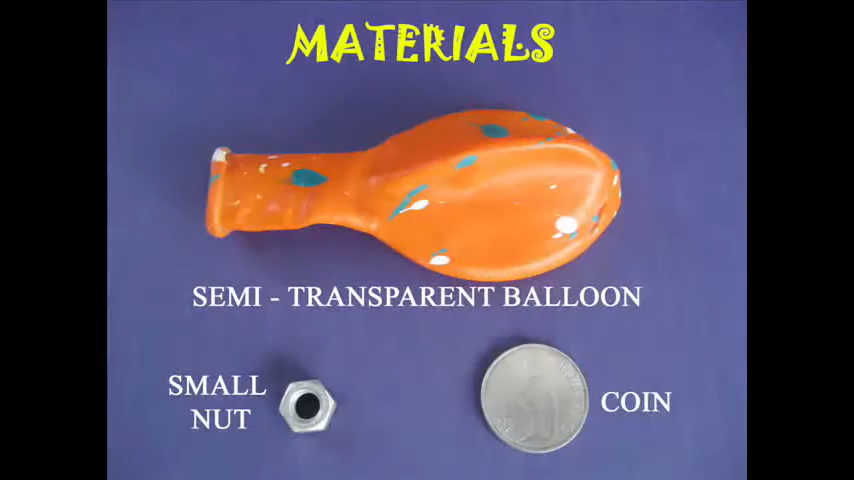 MATERIALS
SEMI - TRANSPARENT BALLOON
SMALL
NUT
COIN